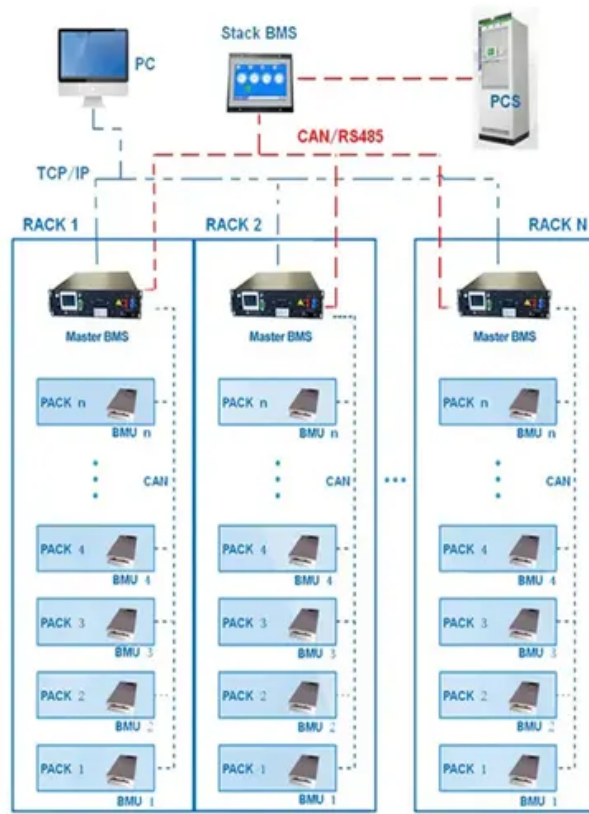 PC
Stack BMS
PCS
CAN/RS485
TCP/IP
RACK 1
RACK 2
RACK N
Master BMS
Master BMS
Master BMS
PACK n
BMU n
PACK n
BMU n
PACK n
BMU n
CAN
CAN
CAN
PACK 4
BMU 4
PACK 4
BMU 4
PACK 4
BMU 4
PACK 3
BMU 3
PACK 3
BMU 3
PACK 3
BMU 3
PACK 2
BMU 2
PACK 2
BMU 2
PACK 2
BMU 2
PACK 1
BMU 1
PACK 1
BMU 1
PACK 1
BMU 1